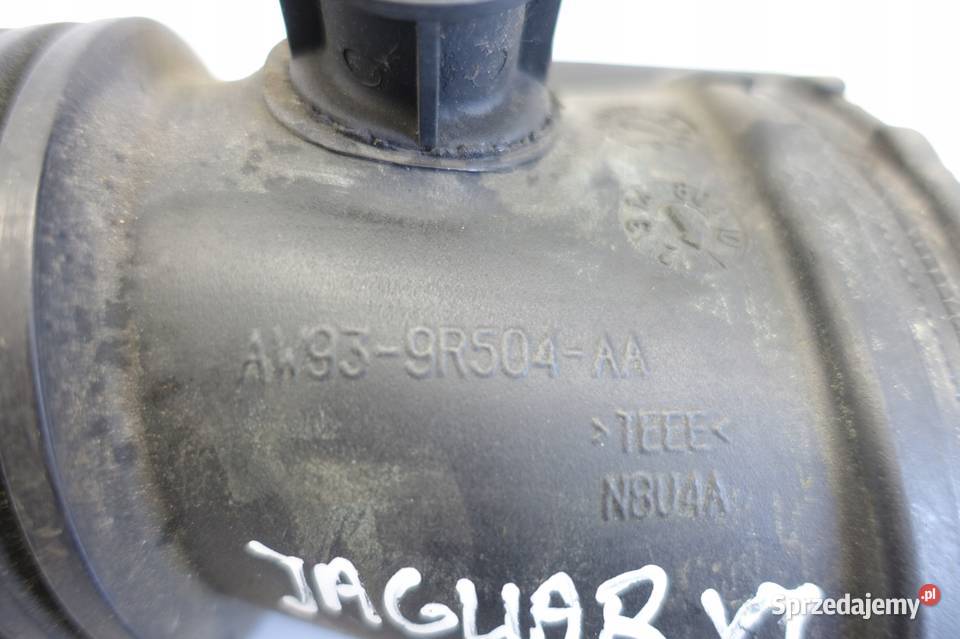 AW93-9R504-AA
>TEEE<
N8U4A
JAGUAR
Sprzedajemy.pl